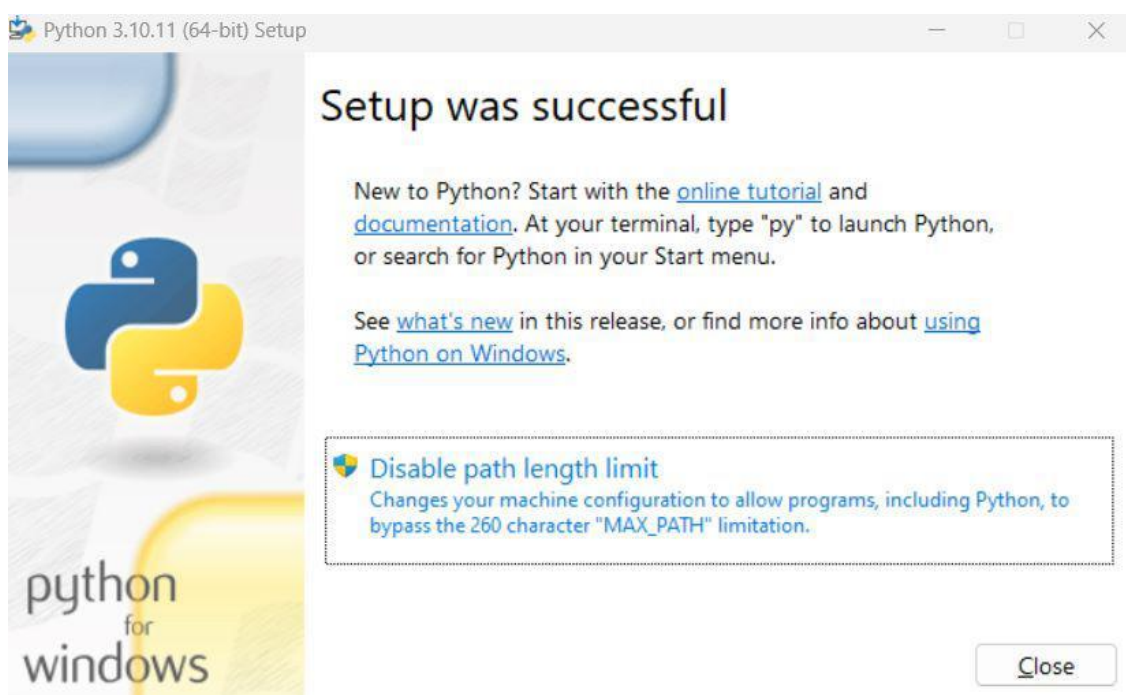 Python 3.10.11 (64-bit) Setup
Setup was successful
New to Python? Start with the online tutorial and
documentation. At your terminal, type "py" to launch Python,
or search for Python in your Start menu.
See what's new in this release, or find more info about using
Python on Windows.
Disable path length limit
Changes your machine configuration to allow programs, including Python, to
bypass the 260 character "MAX_PATH" limitation.
python
for
windows
Close